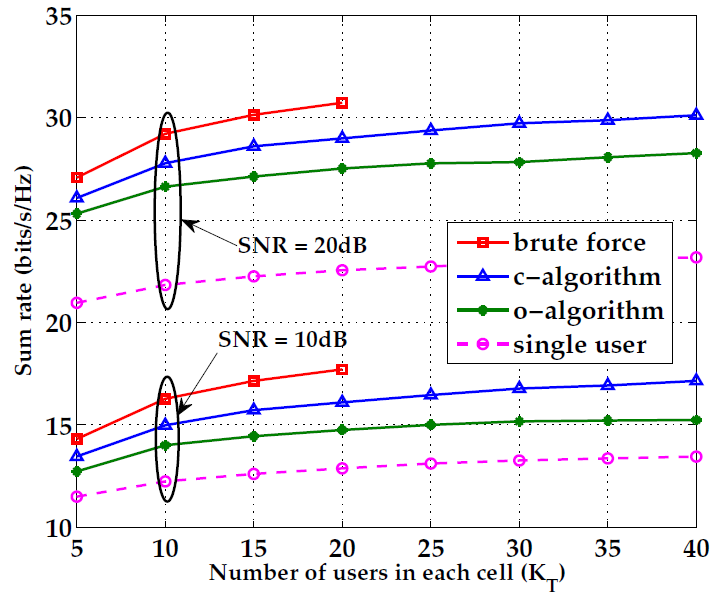 35
30
25
20
15
10
Sum rate (bits/s/Hz)
SNR = 20dB
SNR = 10dB
brute force
c-algorithm
o-algorithm
single user
5 10 15 20 25 30 35 40
Number of users in each cell (K_T)